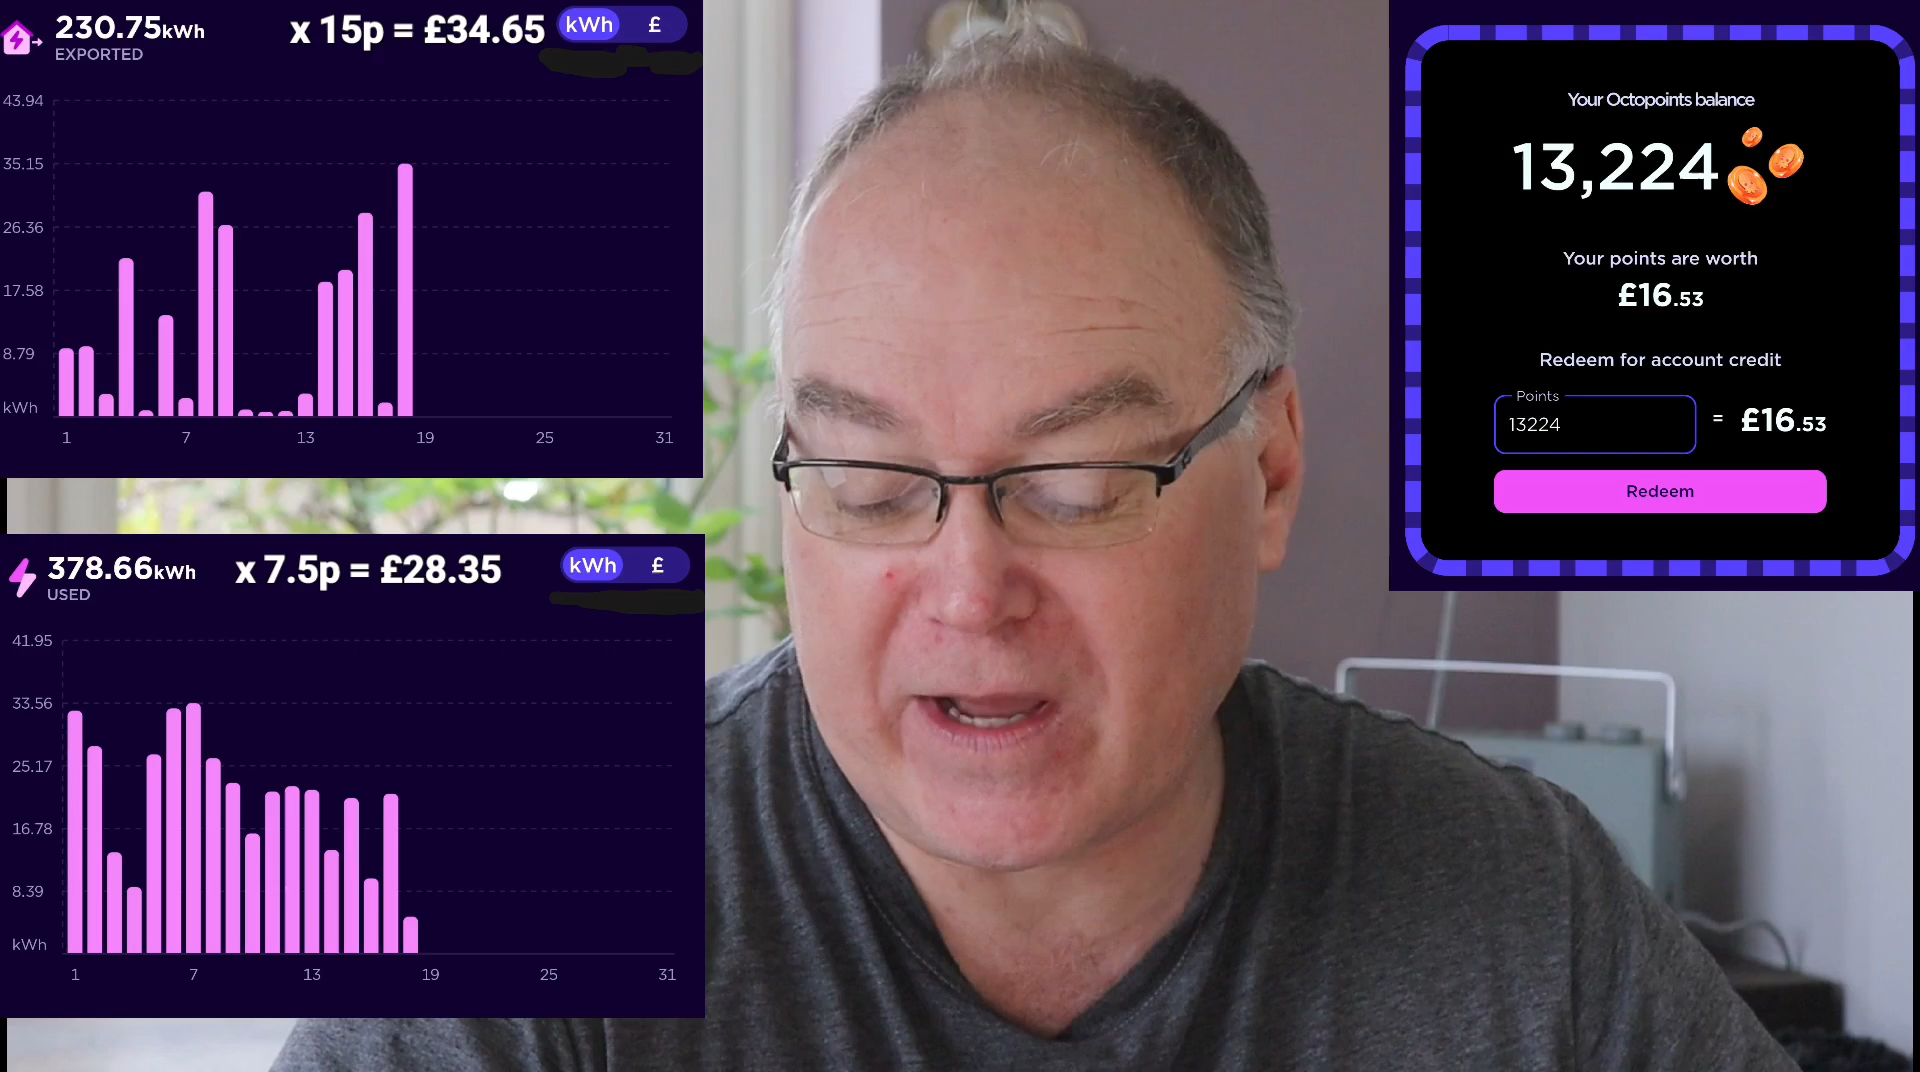 230.75kWh
EXPORTED
x 15p = £34.65
kWh £
43.94
35.15
26.36
17.58
8.79
kWh
1 7 13 19 25 31
378.66kWh
USED
x 7.5p = £28.35
kWh £
41.95
33.56
25.17
16.78
8.39
kWh
1 7 13 19 25 31
Your Octopoints balance
13,224
Your points are worth
£16.53
Redeem for account credit
Points
13224
= £16.53
Redeem